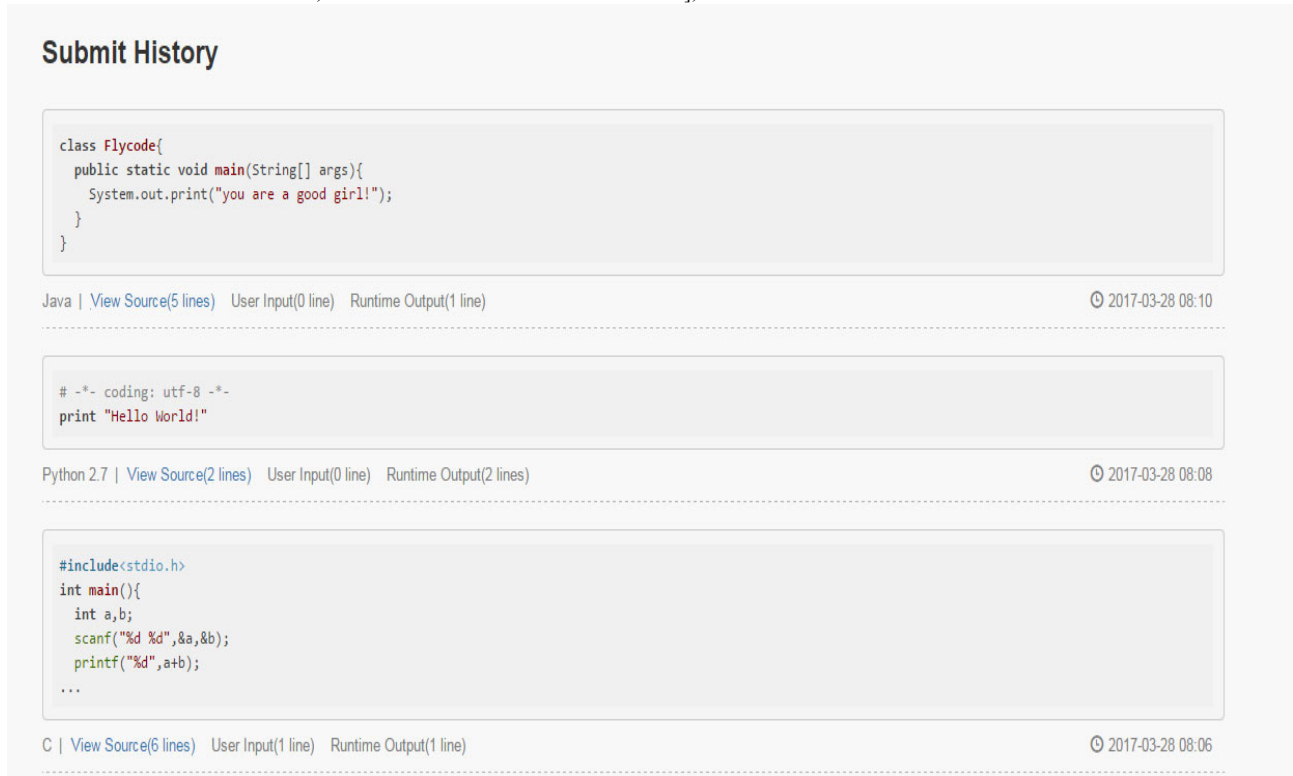 Submit History
class Flycode{
public static void main(String[] args){
System.out.print("you are a good girl!");
}
}
Java | View Source(5 lines) User Input(0 line) Runtime Output(1 line) 2017-03-28 08:10
# -*- coding: utf-8 -*-
print "Hello World!"
Python 2.7 | View Source(2 lines) User Input(0 line) Runtime Output(2 lines) 2017-03-28 08:08
#include<stdio.h>
int main(){
int a,b;
scanf("%d %d",&a,&b);
printf("%d",a+b);
...
C | View Source(6 lines) User Input(1 line) Runtime Output(1 line) 2017-03-28 08:06